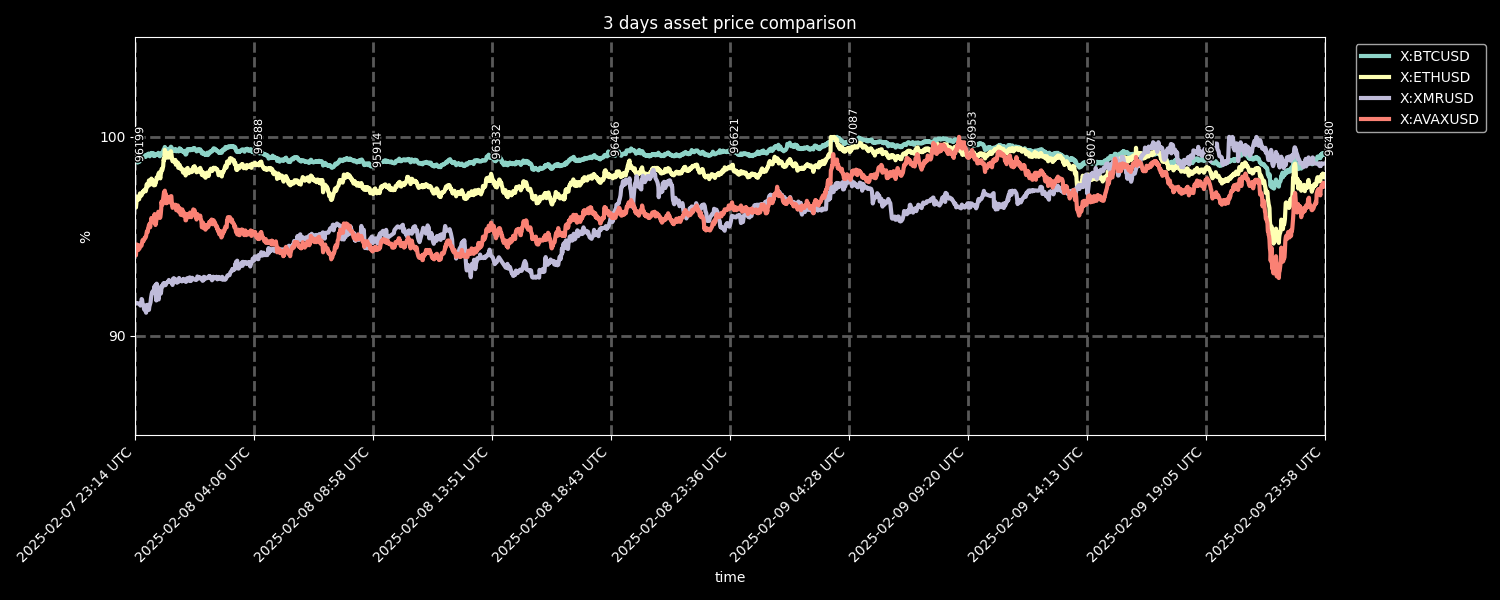 3 days asset price comparison
X:BTCUSD
X:ETHUSD
X:XMRUSD
X:AVAXUSD
100
90
%
96199
96588
95914
96332
96466
96621
97087
96953
96075
96280
96480
2025-02-07 23:14 UTC
2025-02-08 04:06 UTC
2025-02-08 08:58 UTC
2025-02-08 13:51 UTC
2025-02-08 18:43 UTC
2025-02-08 23:36 UTC
2025-02-09 04:28 UTC
2025-02-09 09:20 UTC
2025-02-09 14:13 UTC
2025-02-09 19:05 UTC
2025-02-09 23:58 UTC
time